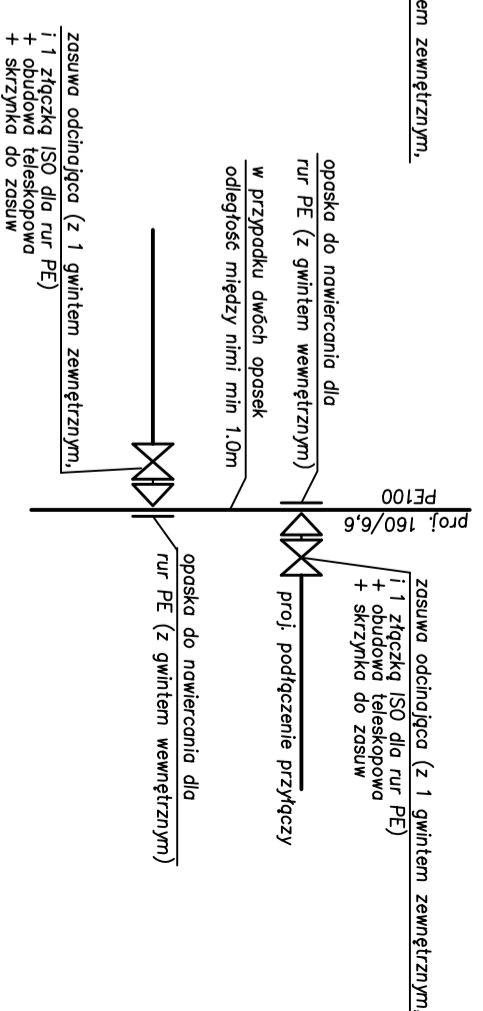 em zewnętrznym,
zasuwa odcinająca (z 1 gwintem zewnętrznym,
i 1 złączką ISO dla rur PE)
+ obudowa teleskopowa
+ skrzynka do zasuw
opaska do nawiercania dla
rur PE (z gwintem wewnętrznym)
w przypadku dwóch opasek
odległość między nimi min 1.0m
proj. 160/6,6
PE100
zasuwa odcinająca (z 1 gwintem zewnętrznym,
i 1 złączką ISO dla rur PE)
+ obudowa teleskopowa
+ skrzynka do zasuw
proj. podłączenie przyłączy
opaska do nawiercania dla
rur PE (z gwintem wewnętrznym)